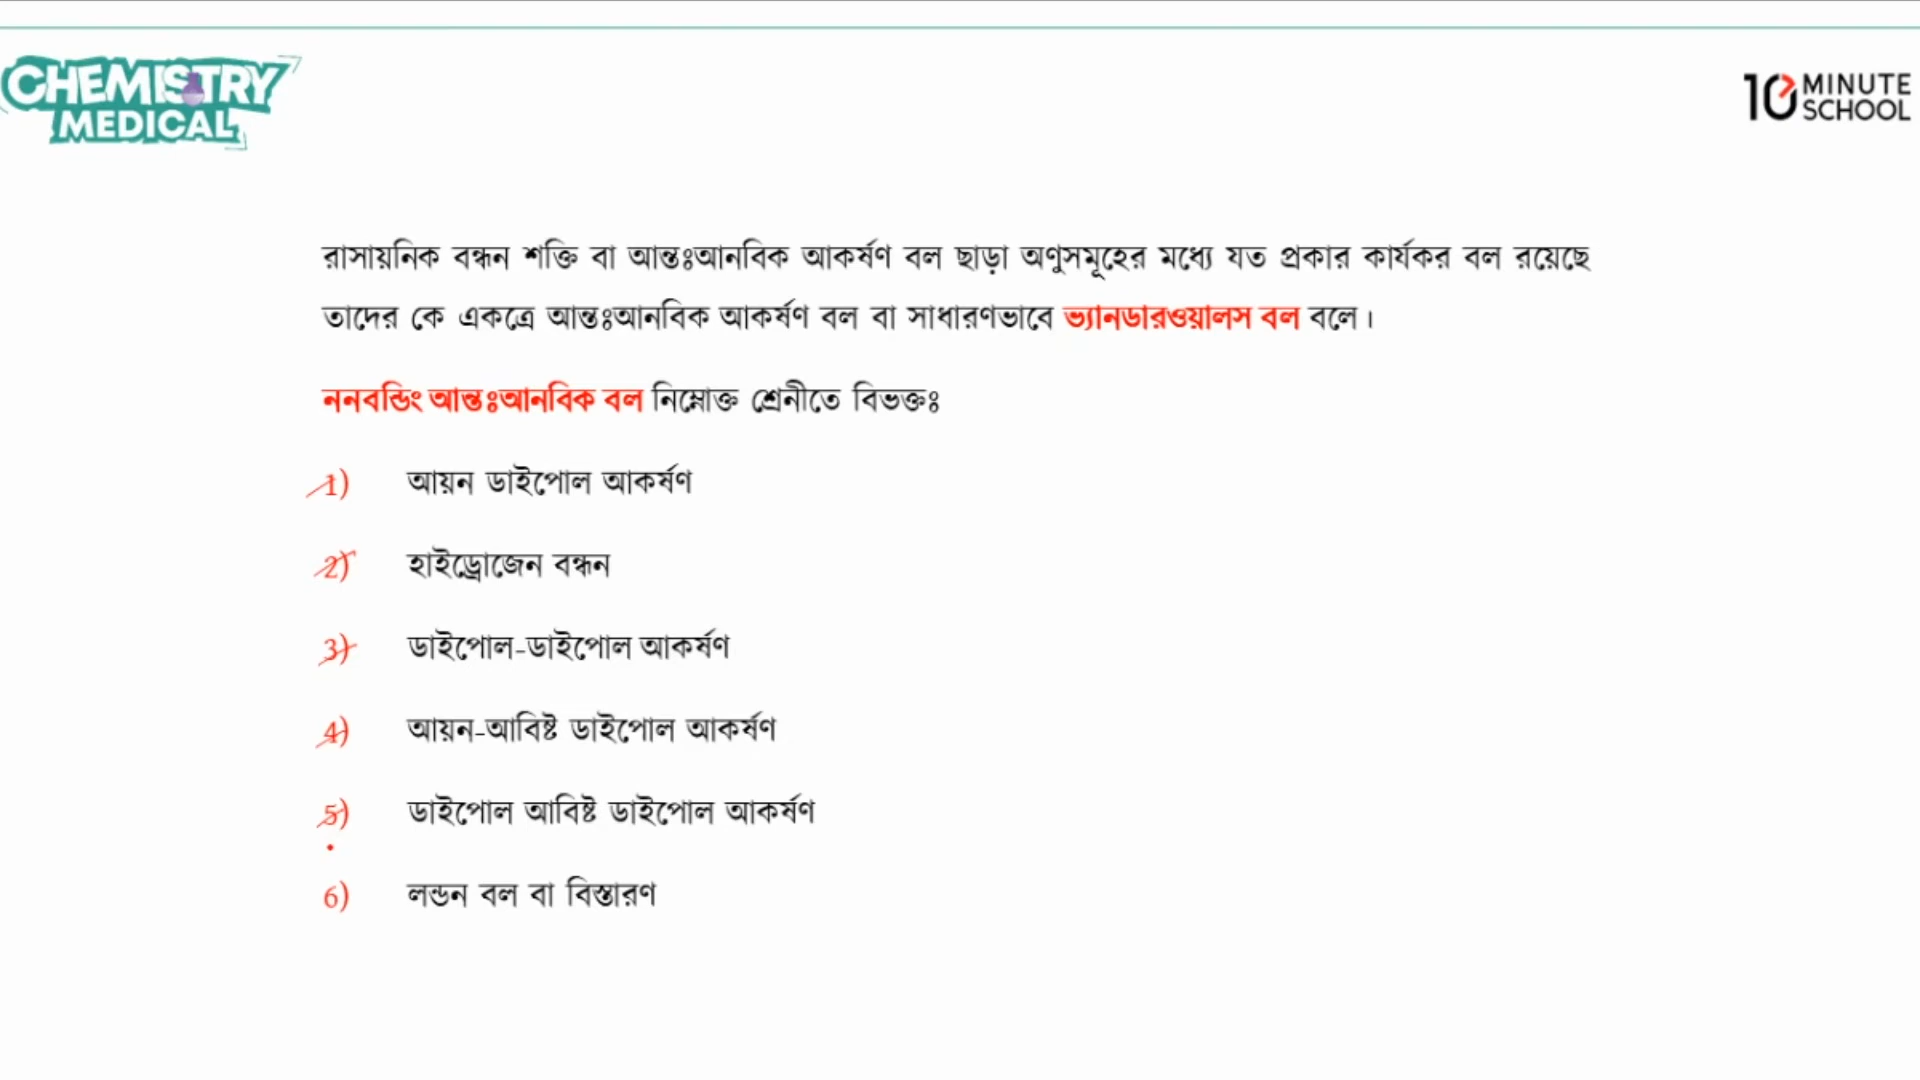 CHEMISTRY
MEDICAL
10 MINUTE
SCHOOL
রাসায়নিক বন্ধন শক্তি বা আন্তঃআনবিক আকর্ষণ বল ছাড়া অণুসমূহের মধ্যে যত প্রকার কার্যকর বল রয়েছে
তাদের কে একত্রে আন্তঃআনবিক আকর্ষণ বল বা সাধারণভাবে ভ্যানডারওয়ালস বল বলে।
ননবন্ডিং আন্তঃআনবিক বল নিম্নোক্ত শ্রেনীতে বিভক্তঃ
1) আয়ন ডাইপোল আকর্ষণ
2) হাইড্রোজেন বন্ধন
3) ডাইপোল-ডাইপোল আকর্ষণ
4) আয়ন-আবিষ্ট ডাইপোল আকর্ষণ
5) ডাইপোল আবিষ্ট ডাইপোল আকর্ষণ
6) লন্ডন বল বা বিস্তারণ